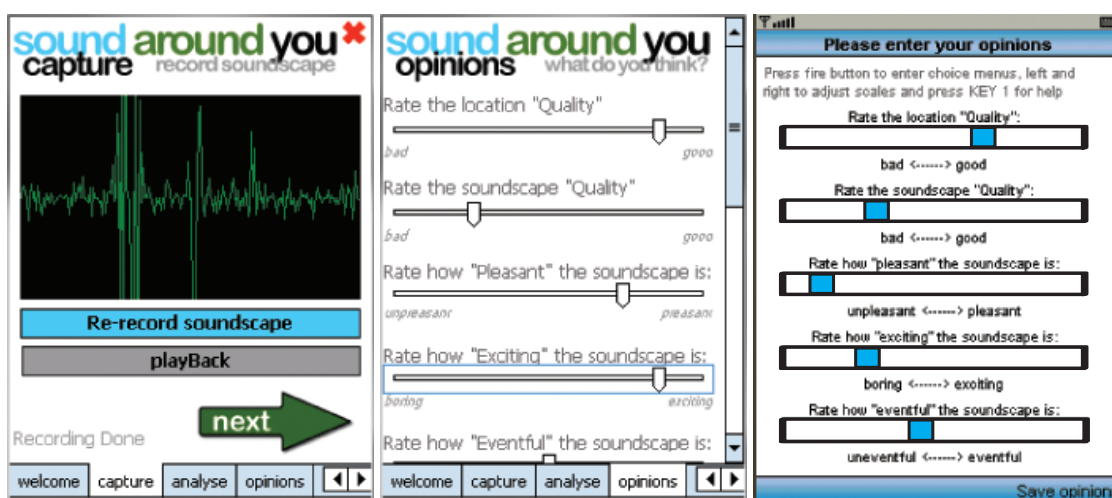 sound around you
capture record soundscape
Re-record soundscape
playBack
next
Recording Done
welcome capture analyse opinions
sound around you
opinions what do you think?
Rate the location "Quality"
bad good
Rate the soundscape "Quality"
bad good
Rate how "Pleasant" the soundscape is:
unpleasant pleasant
Rate how "Exciting" the soundscape is:
boring exciting
Rate how "Eventful" the soundscape is:
welcome capture analyse opinions
Please enter your opinions
Press fire button to enter choice menus, left and
right to adjust scales and press KEY 1 for help
Rate the location "Quality":
bad <------> good
Rate the soundscape "Quality":
bad <------> good
Rate how "pleasant" the soundscape is:
unpleasant <------> pleasant
Rate how "exciting" the soundscape is:
boring <------> exciting
Rate how "eventful" the soundscape is:
uneventful <------> eventful
Save opinion